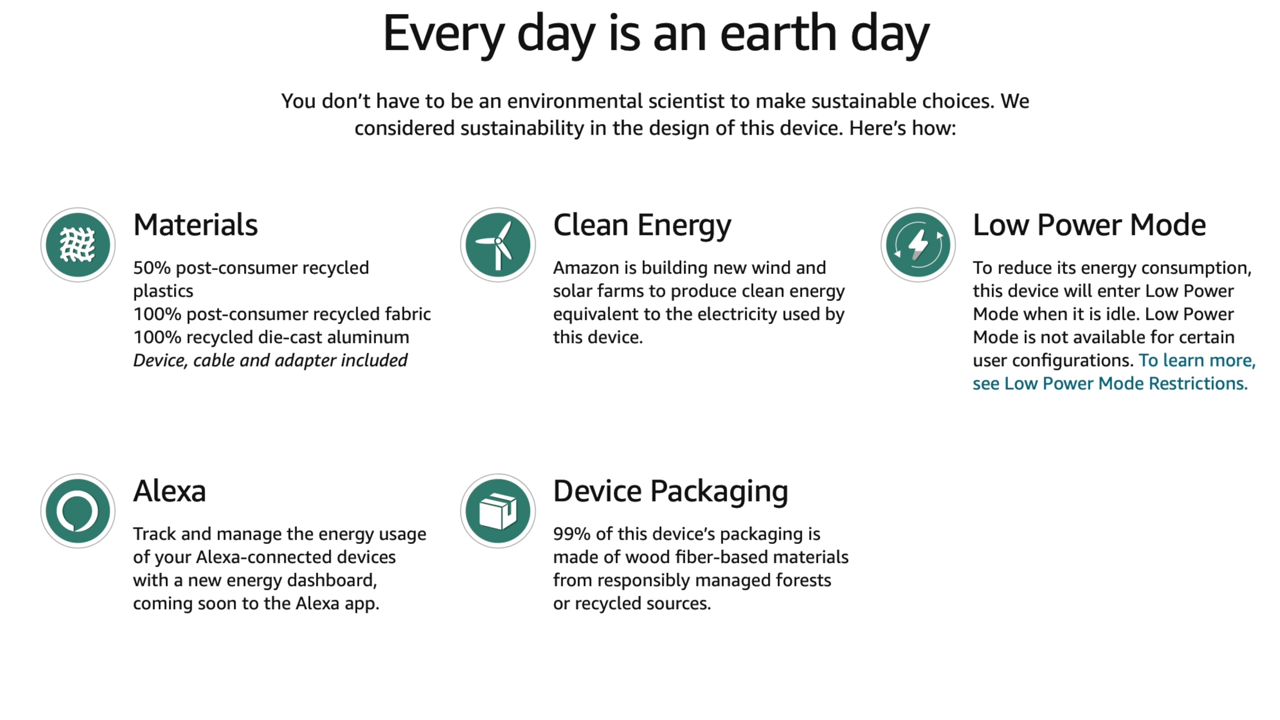 Every day is an earth day
You don’t have to be an environmental scientist to make sustainable choices. We
considered sustainability in the design of this device. Here’s how:
Materials
50% post-consumer recycled
plastics
100% post-consumer recycled fabric
100% recycled die-cast aluminum
Device, cable and adapter included
Clean Energy
Amazon is building new wind and
solar farms to produce clean energy
equivalent to the electricity used by
this device.
Low Power Mode
To reduce its energy consumption,
this device will enter Low Power
Mode when it is idle. Low Power
Mode is not available for certain
user configurations. To learn more,
see Low Power Mode Restrictions.
Alexa
Track and manage the energy usage
of your Alexa-connected devices
with a new energy dashboard,
coming soon to the Alexa app.
Device Packaging
99% of this device’s packaging is
made of wood fiber-based materials
from responsibly managed forests
or recycled sources.